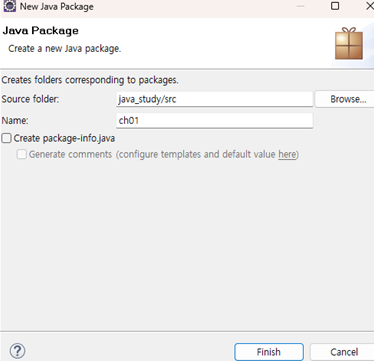 New Java Package
Java Package
Create a new Java package.
Creates folders corresponding to packages.
Source folder: java_study/src Browse...
Name: ch01
Create package-info.java
Generate comments (configure templates and default value here)
? Finish Cancel